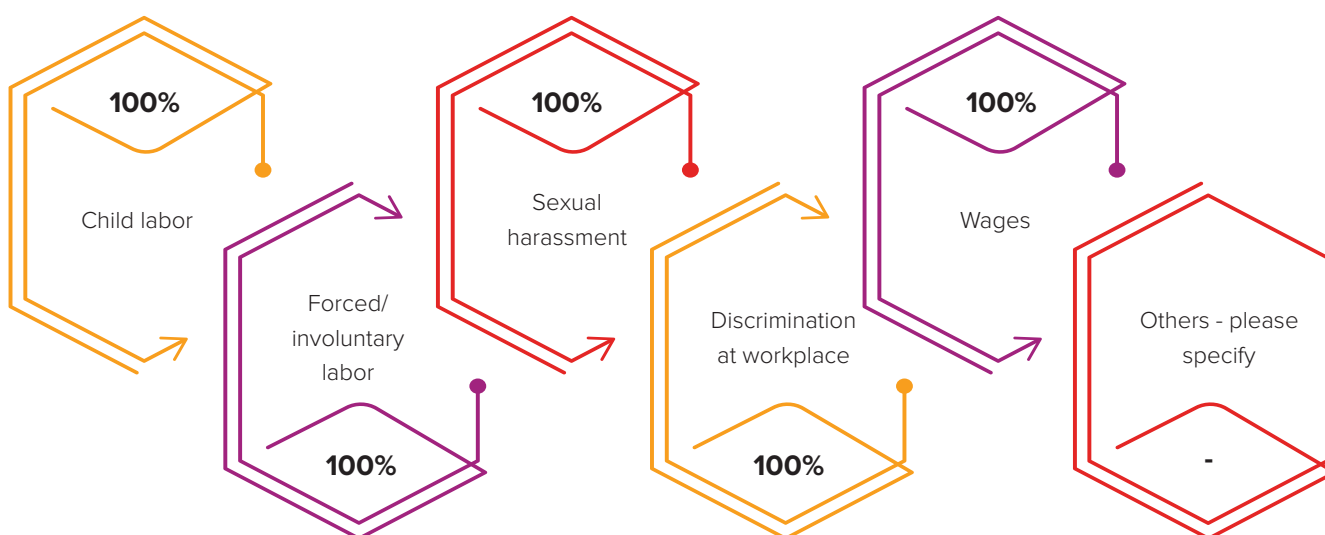 100%
Child labor
Forced/
involuntary
labor
100%
100%
Sexual
harassment
Discrimination
at workplace
100%
100%
Wages
Others - please
specify
-